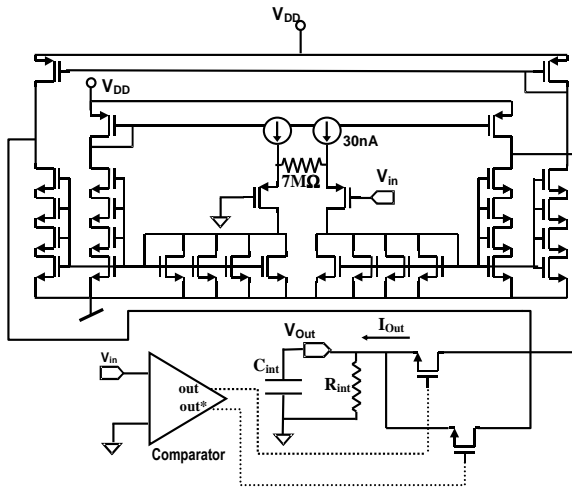 VDD
VDD
30nA
7MΩ
Vin
VOut
IOut
Vin
Cint
Rint
out
out*
Comparator